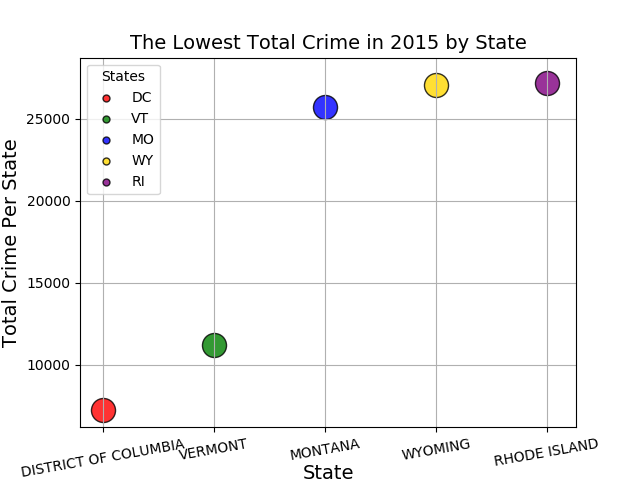 The Lowest Total Crime in 2015 by State
States
DC
VT
MO
WY
RI
25000
20000
15000
10000
Total Crime Per State
DISTRICT OF COLUMBIA
VERMONT
MONTANA
WYOMING
RHODE ISLAND
State